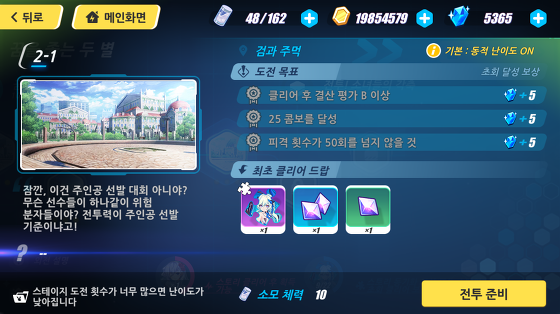 뒤로
메인화면
48/162
19854579
5365
는 두 별
2-1
검과 주먹
기본 : 동적 난이도 ON
도전 목표
초회 달성 보상
클리어 후 결산 평가 B 이상
+5
25 콤보를 달성
+5
피격 횟수가 50회를 넘지 않을 것
+5
최초 클리어 드랍
×1
×1
×1
잠깐, 이건 주인공 선발 대회 아니야?
무슨 선수들이 하나같이 위험
분자들이야? 전투력이 주인공 선발
기준이냐고!
? --
스테이지 도전 횟수가 너무 많으면 난이도가
낮아집니다
소모 체력 10
전투 준비